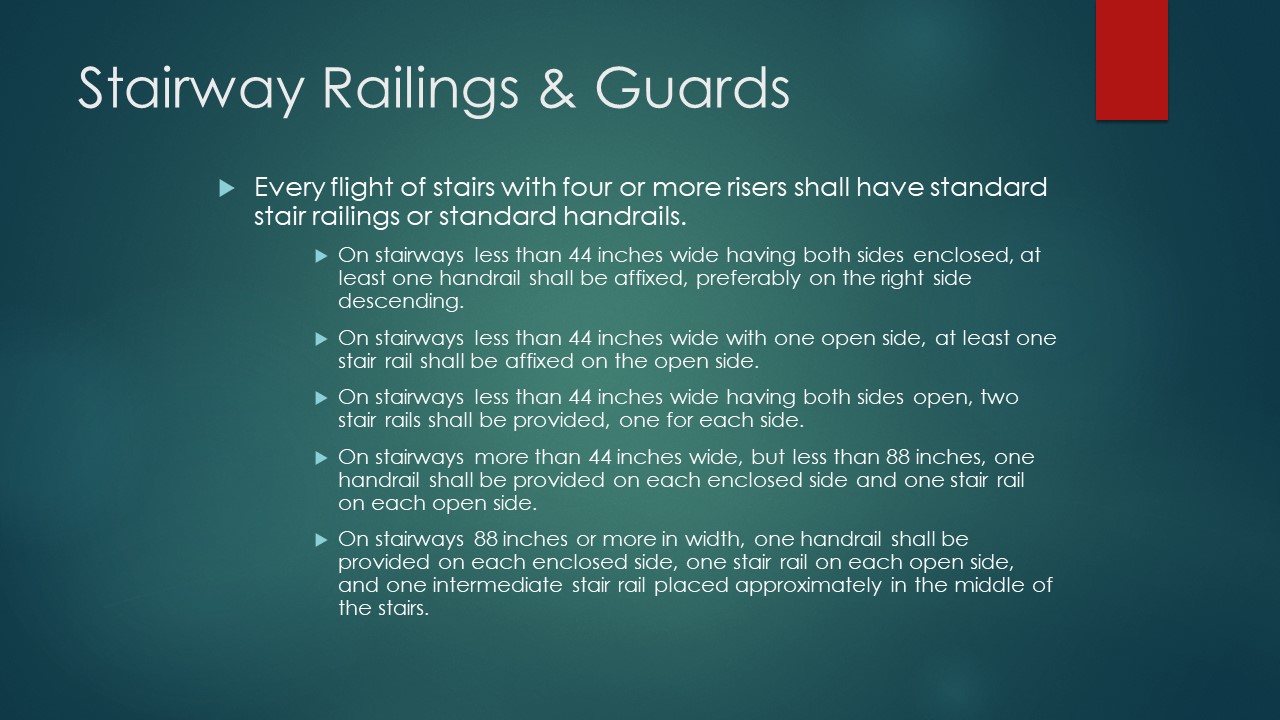 Stairway Railings & Guards
Every flight of stairs with four or more risers shall have standard
stair railings or standard handrails.
On stairways less than 44 inches wide having both sides enclosed, at
least one handrail shall be affixed, preferably on the right side
descending.
On stairways less than 44 inches wide with one open side, at least one
stair rail shall be affixed on the open side.
On stairways less than 44 inches wide having both sides open, two
stair rails shall be provided, one for each side.
On stairways more than 44 inches wide, but less than 88 inches, one
handrail shall be provided on each enclosed side and one stair rail
on each open side.
On stairways 88 inches or more in width, one handrail shall be
provided on each enclosed side, one stair rail on each open side,
and one intermediate stair rail placed approximately in the middle of
the stairs.